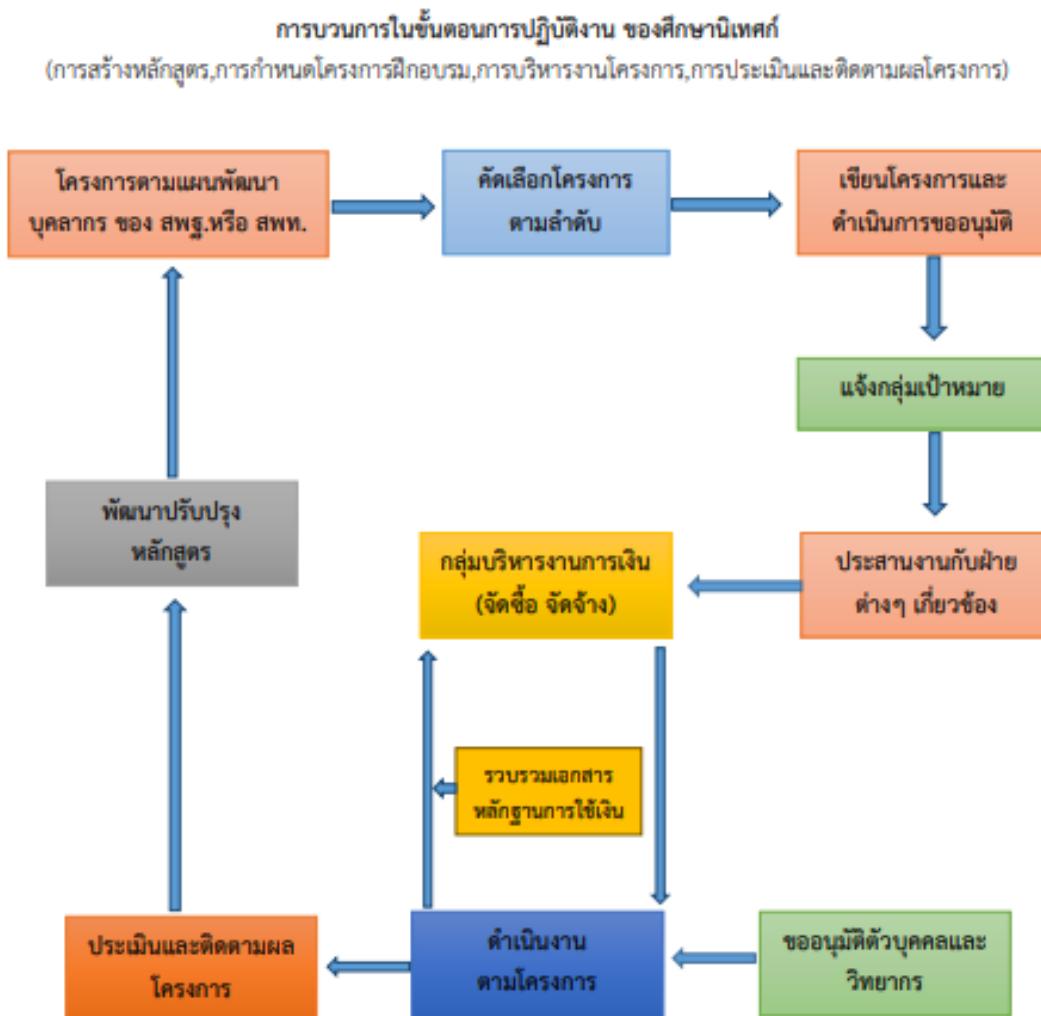 การบวนการในขั้นตอนการปฏิบัติงาน ของศึกษานิเทศก์
(การสร้างหลักสูตร,การกำหนดโครงการฝึกอบรม,การบริหารงานโครงการ,การประเมินและติดตามผลโครงการ)
โครงการตามแผนพัฒนา
บุคลากร ของ สพฐ.หรือ สพท.
คัดเลือกโครงการ
ตามลำดับ
เขียนโครงการและ
ดำเนินการขออนุมัติ
แจ้งกลุ่มเป้าหมาย
พัฒนาปรับปรุง
หลักสูตร
กลุ่มบริหารงานการเงิน
(จัดซื้อ จัดจ้าง)
ประสานงานกับฝ่าย
ต่างๆ เกี่ยวข้อง
รวบรวมเอกสาร
หลักฐานการใช้เงิน
ประเมินและติดตามผล
โครงการ
ดำเนินงาน
ตามโครงการ
ขออนุมัติตัวบุคคลและ
วิทยากร